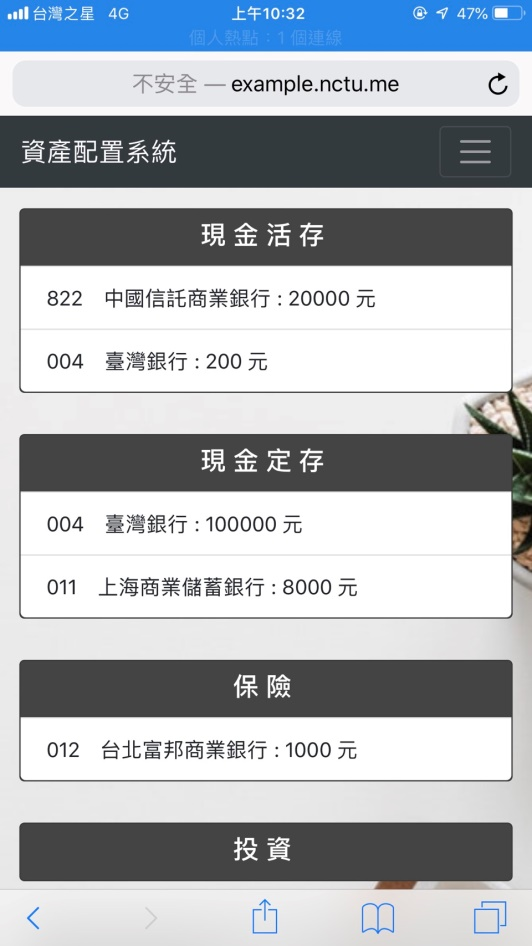 台灣之星 4G 上午10:32 47%
個人熱點：1 個連線
不安全 — example.nctu.me
資產配置系統
現金活存
822 中國信託商業銀行 : 20000 元
004 臺灣銀行 : 200 元
現金定存
004 臺灣銀行 : 100000 元
011 上海商業儲蓄銀行 : 8000 元
保險
012 台北富邦商業銀行 : 1000 元
投資